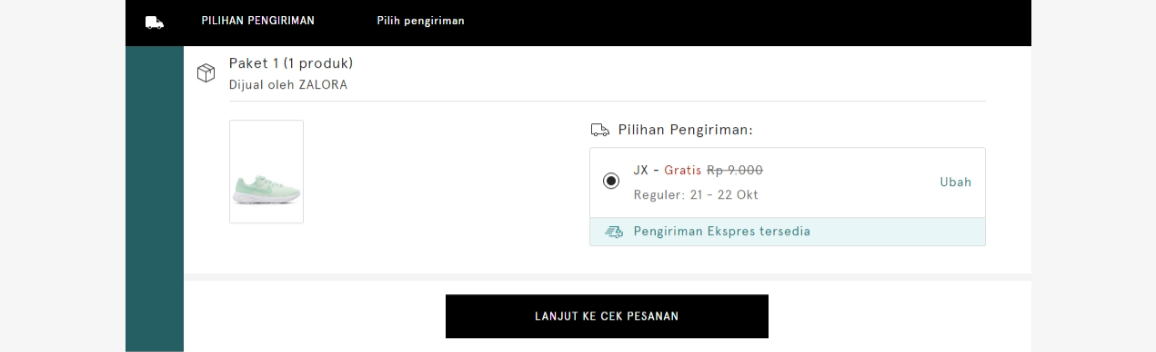 PILIHAN PENGIRIMAN Pilih pengiriman
Paket 1 (1 produk)
Dijual oleh ZALORA
Pilihan Pengiriman:
JX - Gratis Rp 9.000
Reguler: 21 - 22 Okt
Ubah
Pengiriman Ekspres tersedia
LANJUT KE CEK PESANAN